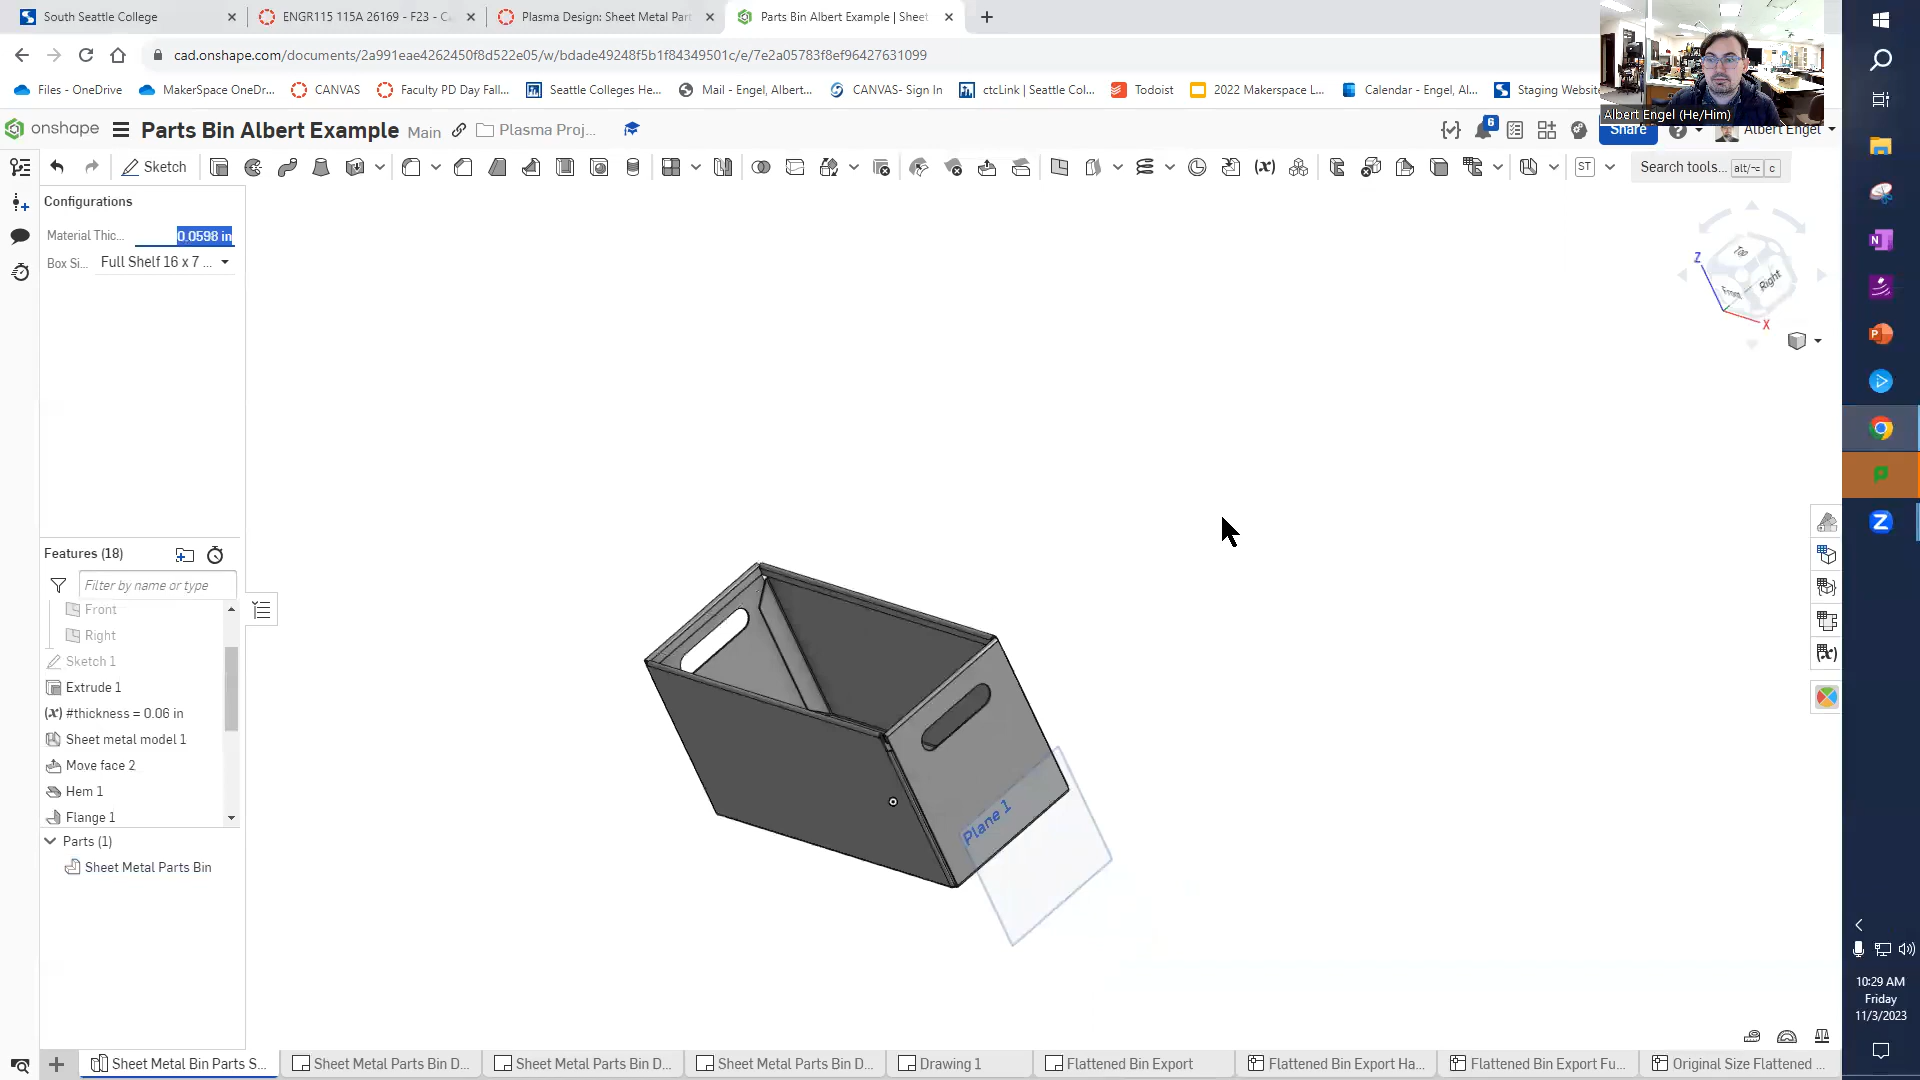 South Seattle College
ENGR115 115A 26169 - F23 - C
Plasma Design: Sheet Metal Part
Parts Bin Albert Example | Sheet
cad.onshape.com/documents/2a991eae4262450f8d522e05/w/bdade49248f5b1f84349501c/e/7e2a05783f8ef96427631099
Files - OneDrive
MakerSpace OneDr...
CANVAS
Faculty PD Day Fall...
Seattle Colleges He...
Mail - Engel, Albert...
CANVAS- Sign In
ctcLink | Seattle Col...
Todoist
2022 Makerspace L...
Calendar - Engel, Al...
Staging Website
Albert Engel (He/Him)
onshape
Parts Bin Albert Example
Main
Plasma Proj...
6
Share
Albert Engel
Sketch
(x)
ST
Search tools...
alt/⌥ c
Configurations
Material Thic...
0.0598 in
Box Si...
Full Shelf 16 x 7 ...
Top
Front
Right
Z
X
Features (18)
Filter by name or type
Front
Right
Sketch 1
Extrude 1
(x) #thickness = 0.06 in
Sheet metal model 1
Move face 2
Hem 1
Flange 1
Parts (1)
Sheet Metal Parts Bin
Plane 1
(x)
10:29 AM
Friday
11/3/2023
Sheet Metal Bin Parts S...
Sheet Metal Parts Bin D...
Sheet Metal Parts Bin D...
Sheet Metal Parts Bin D...
Drawing 1
Flattened Bin Export
Flattened Bin Export Ha...
Flattened Bin Export Fu...
Original Size Flattened ...